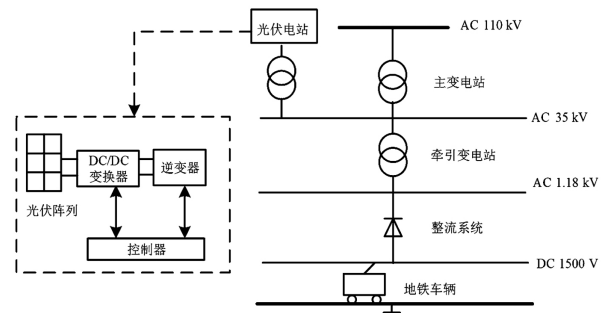 光伏电站
AC 110 kV
主变电站
AC 35 kV
DC/DC
变换器
逆变器
牵引变电站
AC 1.18 kV
光伏阵列
整流系统
控制器
DC 1500 V
地铁车辆